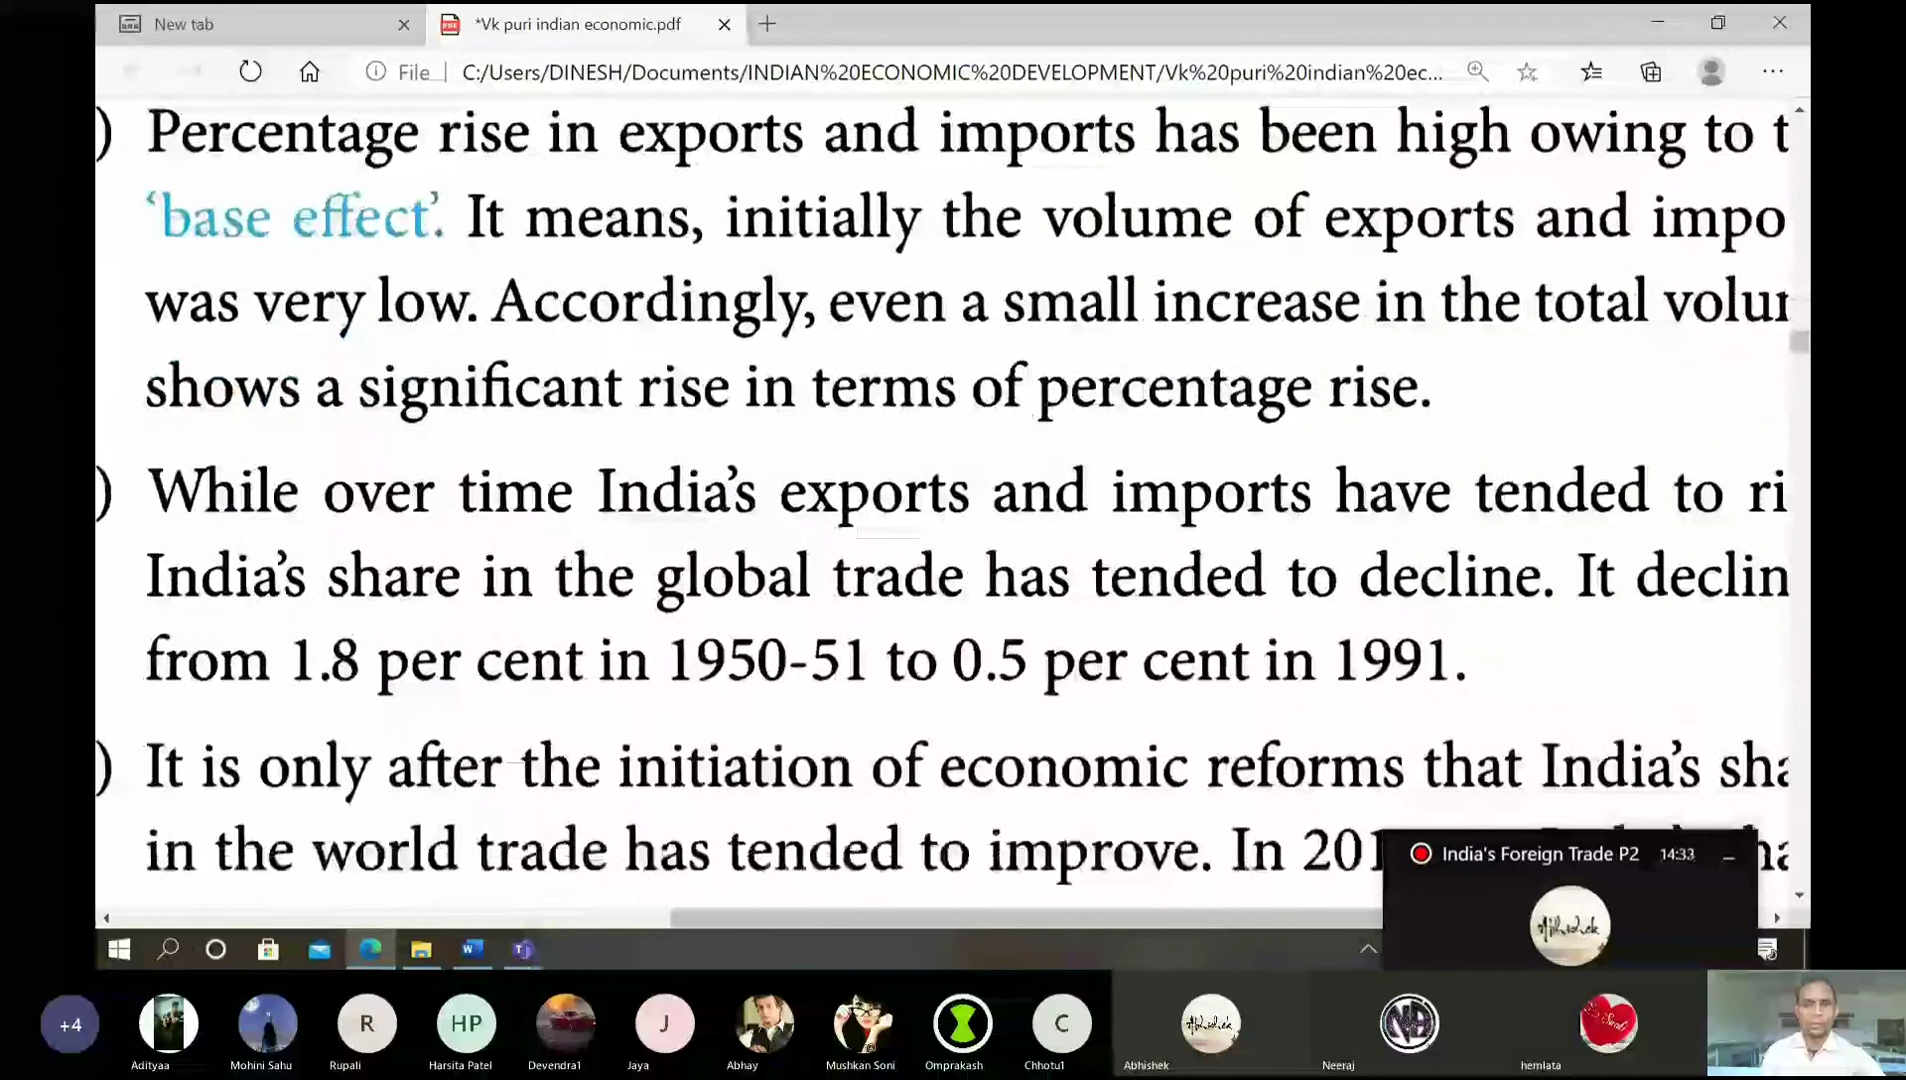 New tab
*Vk puri indian economic.pdf
File
C:/Users/DINESH/Documents/INDIAN%20ECONOMIC%20DEVELOPMENT/Vk%20puri%20indian%20ec...
) Percentage rise in exports and imports has been high owing to t
‘base effect’. It means, initially the volume of exports and impo
was very low. Accordingly, even a small increase in the total volu
shows a significant rise in terms of percentage rise.
) While over time India’s exports and imports have tended to ri
India’s share in the global trade has tended to decline. It declin
from 1.8 per cent in 1950-51 to 0.5 per cent in 1991.
) It is only after the initiation of economic reforms that India’s sha
in the world trade has tended to improve. In 201
India's Foreign Trade P2 14:33
Abhishek
+4
R
HP
J
Abhishek
C
Adityaa
Mohini Sahu
Rupali
Harsita Patel
Devendra1
Jaya
Abhay
Mushkan Soni
Omprakash
Chhotu1
Abhishek
Neeraj
hemlata